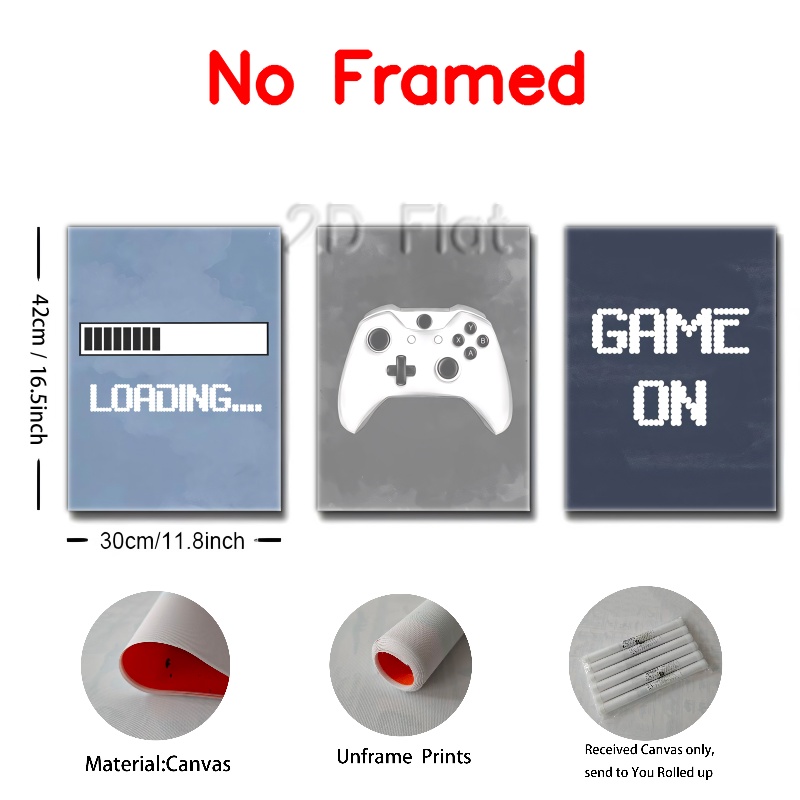 No Framed
2D Flat
42cm / 16.5inch
LOADING....
Y
X B
A
GAME
ON
30cm/11.8inch
Material:Canvas
Unframe Prints
Received Canvas only,
send to You Rolled up